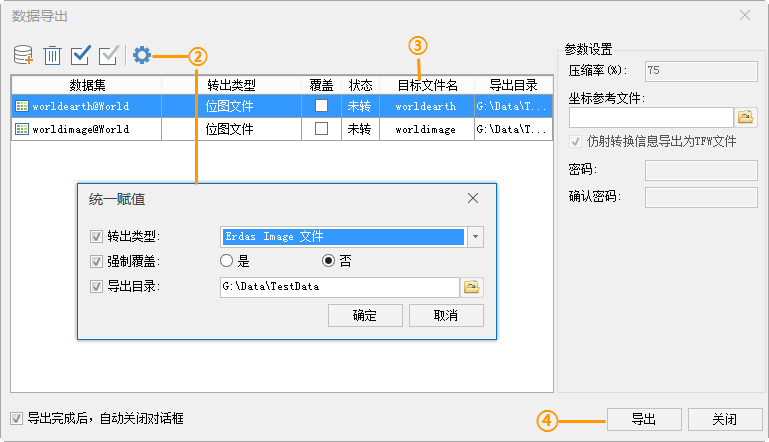 数据导出
②
③
数据集 转出类型 覆盖 状态 目标文件名 导出目录
worldearth@World 位图文件 未转 worldearth G:\Data\T...
worldimage@World 位图文件 未转 worldimage G:\Data\T...
参数设置
压缩率(%): 75
坐标参考文件:
仿射转换信息导出为TFW文件
密码:
确认密码:
统一赋值
转出类型: Erdas Image 文件
强制覆盖: 是 否
导出目录: G:\Data\TestData
确定 取消
导出完成后，自动关闭对话框
④ 导出 关闭